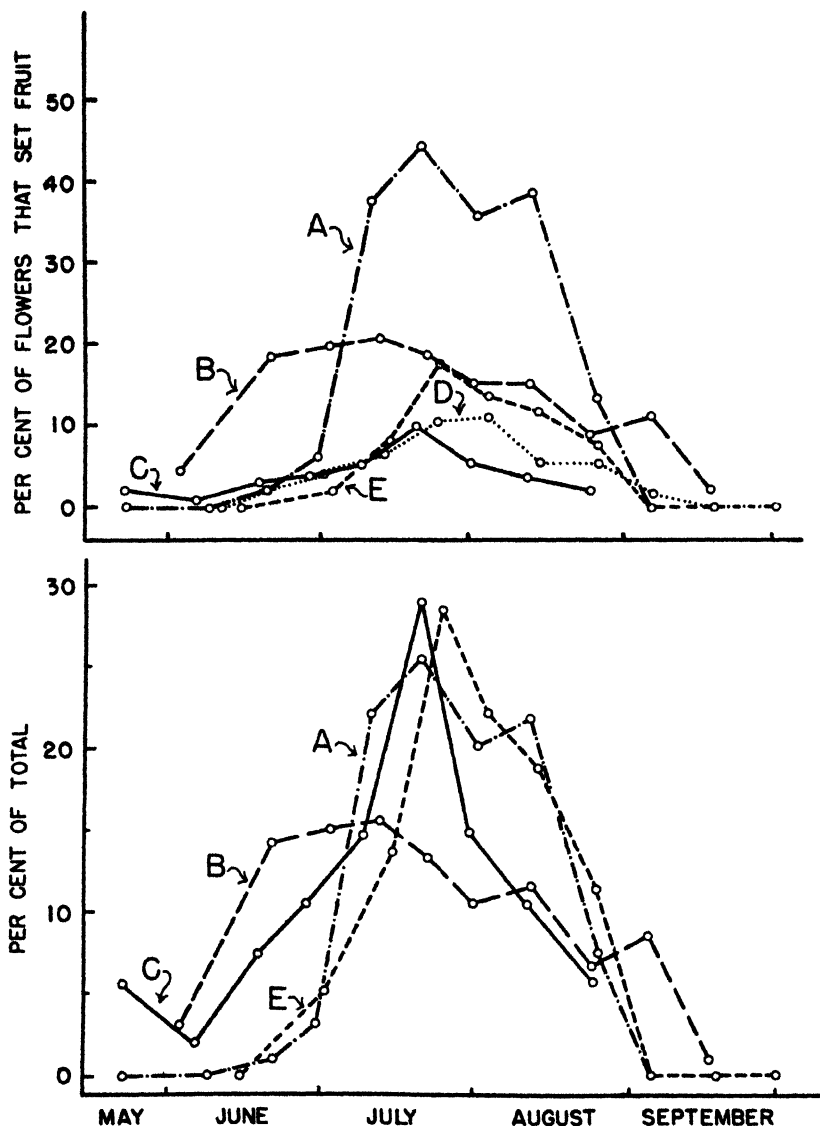 PER CENT OF FLOWERS THAT SET FRUIT
50
40
30
20
10
0
A
B
C
D
E
PER CENT OF TOTAL
30
20
10
0
A
B
C
E
MAY JUNE JULY AUGUST SEPTEMBER